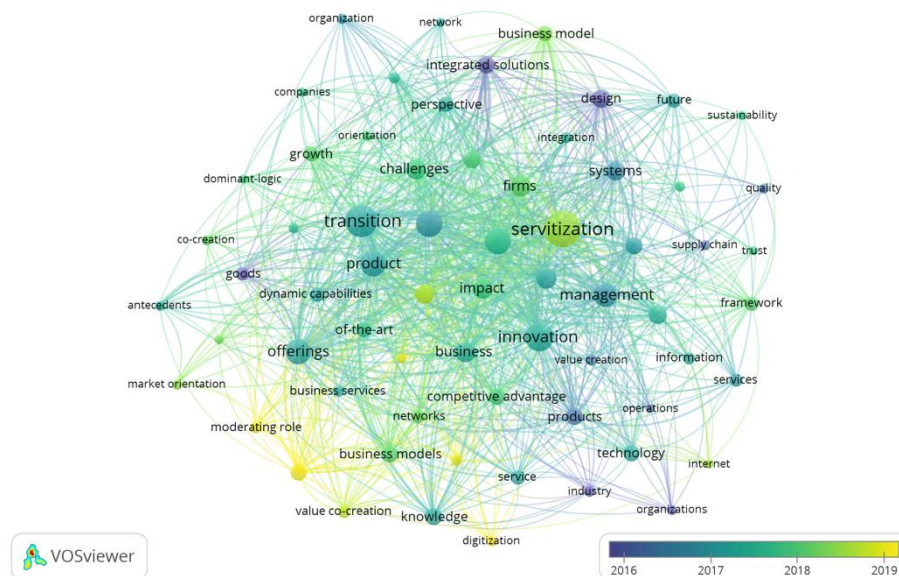 organization
network
business model
integrated solutions
companies
perspective
design
future
sustainability
orientation
integration
growth
challenges
systems
firms
dominant-logic
quality
transition
servitization
co-creation
supply chain
trust
goods
product
antecedents
dynamic capabilities
impact
management
framework
of-the-art
innovation
offerings
business
value creation
information
market orientation
business services
services
competitive advantage
moderating role
networks
products
operations
business models
technology
internet
service
industry
value co-creation
knowledge
organizations
digitization
VOSviewer
2016 2017 2018 2019